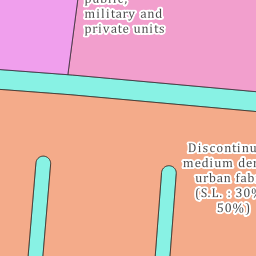 public,
military and
private units
Discontinu
medium den
urban fab
(S.L. : 30%
50%)